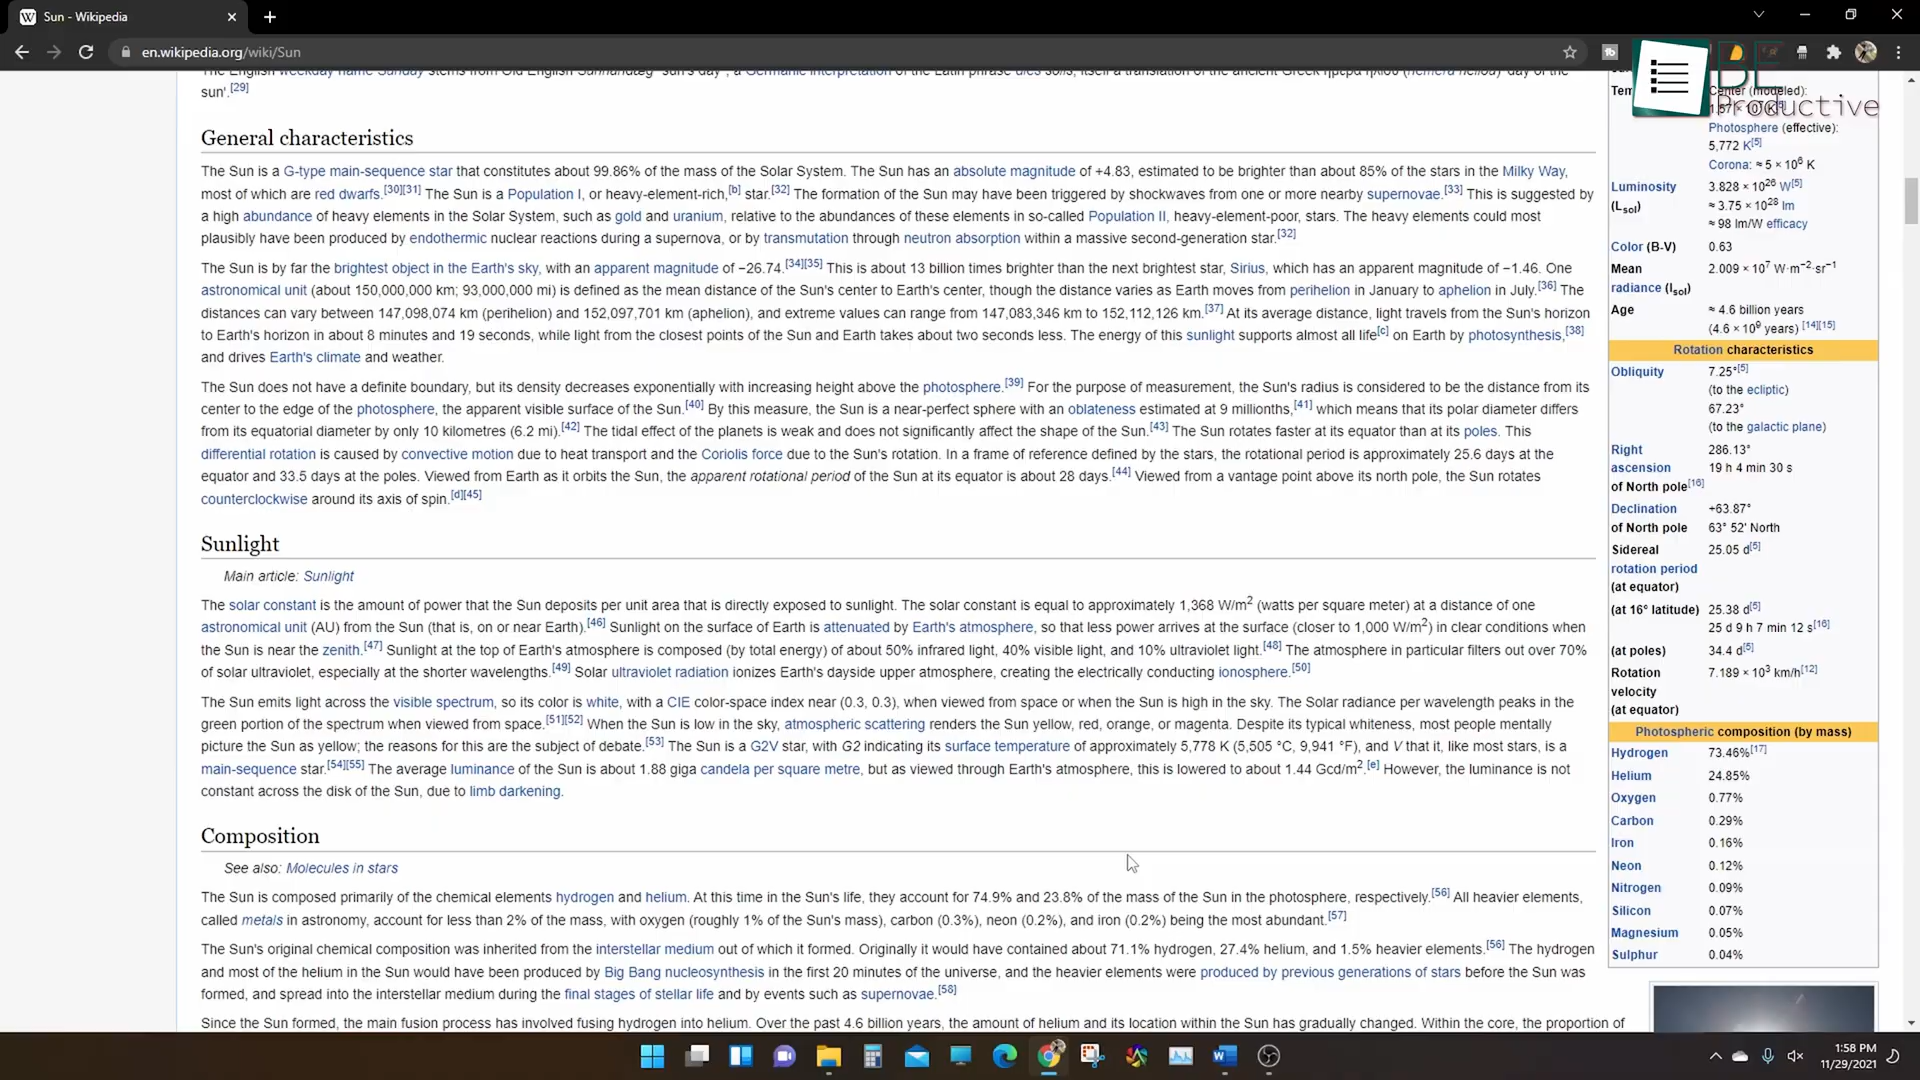 Sun - Wikipedia
en.wikipedia.org/wiki/Sun
BE
Productive
The English weekday name Sunday stems from Old English Sunnandæg "sun's day", a Germanic interpretation of the Latin phrase diēs sōlis, itself a translation of the ancient Greek ἡμέρα ἡλίου (hēmera hēliou) 'day of the
sun'.[29]
General characteristics
The Sun is a G-type main-sequence star that constitutes about 99.86% of the mass of the Solar System. The Sun has an absolute magnitude of +4.83, estimated to be brighter than about 85% of the stars in the Milky Way,
most of which are red dwarfs.[30][31] The Sun is a Population I, or heavy-element-rich,[b] star.[32] The formation of the Sun may have been triggered by shockwaves from one or more nearby supernovae.[33] This is suggested by
a high abundance of heavy elements in the Solar System, such as gold and uranium, relative to the abundances of these elements in so-called Population II, heavy-element-poor, stars. The heavy elements could most
plausibly have been produced by endothermic nuclear reactions during a supernova, or by transmutation through neutron absorption within a massive second-generation star.[32]
The Sun is by far the brightest object in the Earth's sky, with an apparent magnitude of −26.74.[34][35] This is about 13 billion times brighter than the next brightest star, Sirius, which has an apparent magnitude of −1.46. One
astronomical unit (about 150,000,000 km; 93,000,000 mi) is defined as the mean distance of the Sun's center to Earth's center, though the distance varies as Earth moves from perihelion in January to aphelion in July.[36] The
distances can vary between 147,098,074 km (perihelion) and 152,097,701 km (aphelion), and extreme values can range from 147,083,346 km to 152,112,126 km.[37] At its average distance, light travels from the Sun's horizon
to Earth's horizon in about 8 minutes and 19 seconds, while light from the closest points of the Sun and Earth takes about two seconds less. The energy of this sunlight supports almost all life[c] on Earth by photosynthesis,[38]
and drives Earth's climate and weather.
The Sun does not have a definite boundary, but its density decreases exponentially with increasing height above the photosphere.[39] For the purpose of measurement, the Sun's radius is considered to be the distance from its
center to the edge of the photosphere, the apparent visible surface of the Sun.[40] By this measure, the Sun is a near-perfect sphere with an oblateness estimated at 9 millionths,[41] which means that its polar diameter differs
from its equatorial diameter by only 10 kilometres (6.2 mi).[42] The tidal effect of the planets is weak and does not significantly affect the shape of the Sun.[43] The Sun rotates faster at its equator than at its poles. This
differential rotation is caused by convective motion due to heat transport and the Coriolis force due to the Sun's rotation. In a frame of reference defined by the stars, the rotational period is approximately 25.6 days at the
equator and 33.5 days at the poles. Viewed from Earth as it orbits the Sun, the apparent rotational period of the Sun at its equator is about 28 days.[44] Viewed from a vantage point above its north pole, the Sun rotates
counterclockwise around its axis of spin.[d][45]
Sunlight
Main article: Sunlight
The solar constant is the amount of power that the Sun deposits per unit area that is directly exposed to sunlight. The solar constant is equal to approximately 1,368 W/m2 (watts per square meter) at a distance of one
astronomical unit (AU) from the Sun (that is, on or near Earth).[46] Sunlight on the surface of Earth is attenuated by Earth's atmosphere, so that less power arrives at the surface (closer to 1,000 W/m2) in clear conditions when
the Sun is near the zenith.[47] Sunlight at the top of Earth's atmosphere is composed (by total energy) of about 50% infrared light, 40% visible light, and 10% ultraviolet light.[48] The atmosphere in particular filters out over 70%
of solar ultraviolet, especially at the shorter wavelengths.[49] Solar ultraviolet radiation ionizes Earth's dayside upper atmosphere, creating the electrically conducting ionosphere.[50]
The Sun emits light across the visible spectrum, so its color is white, with a CIE color-space index near (0.3, 0.3), when viewed from space or when the Sun is high in the sky. The Solar radiance per wavelength peaks in the
green portion of the spectrum when viewed from space.[51][52] When the Sun is low in the sky, atmospheric scattering renders the Sun yellow, red, orange, or magenta. Despite its typical whiteness, most people mentally
picture the Sun as yellow; the reasons for this are the subject of debate.[53] The Sun is a G2V star, with G2 indicating its surface temperature of approximately 5,778 K (5,505 °C, 9,941 °F), and V that it, like most stars, is a
main-sequence star.[54][55] The average luminance of the Sun is about 1.88 giga candela per square metre, but as viewed through Earth's atmosphere, this is lowered to about 1.44 Gcd/m2.[e] However, the luminance is not
constant across the disk of the Sun, due to limb darkening.
Composition
See also: Molecules in stars
The Sun is composed primarily of the chemical elements hydrogen and helium. At this time in the Sun's life, they account for 74.9% and 23.8% of the mass of the Sun in the photosphere, respectively.[56] All heavier elements,
called metals in astronomy, account for less than 2% of the mass, with oxygen (roughly 1% of the Sun's mass), carbon (0.3%), neon (0.2%), and iron (0.2%) being the most abundant.[57]
The Sun's original chemical composition was inherited from the interstellar medium out of which it formed. Originally it would have contained about 71.1% hydrogen, 27.4% helium, and 1.5% heavier elements.[56] The hydrogen
and most of the helium in the Sun would have been produced by Big Bang nucleosynthesis in the first 20 minutes of the universe, and the heavier elements were produced by previous generations of stars before the Sun was
formed, and spread into the interstellar medium during the final stages of stellar life and by events such as supernovae.[58]
Since the Sun formed, the main fusion process has involved fusing hydrogen into helium. Over the past 4.6 billion years, the amount of helium and its location within the Sun has gradually changed. Within the core, the proportion of
Center (modeled):
Photosphere (effective):
5,772 K[5]
Corona: ≈ 5 × 106 K
Luminosity 3.828 × 1026 W[5]
(Lsol) ≈ 3.75 × 1028 lm
≈ 98 lm/W efficacy
Color (B-V) 0.63
Mean 2.009 × 107 W·m−2·sr−1
radiance (Isol)
Age ≈ 4.6 billion years
(4.6 × 109 years) [14][15]
Rotation characteristics
Obliquity 7.25°[5]
(to the ecliptic)
67.23°
(to the galactic plane)
Right 286.13°
ascension 19 h 4 min 30 s
of North pole[16]
Declination +63.87°
of North pole 63° 52' North
Sidereal 25.05 d[5]
rotation period
(at equator)
(at 16° latitude) 25.38 d[5]
25 d 9 h 7 min 12 s[16]
(at poles) 34.4 d[5]
Rotation 7.189 × 103 km/h[12]
velocity
(at equator)
Photospheric composition (by mass)
Hydrogen 73.46%[17]
Helium 24.85%
Oxygen 0.77%
Carbon 0.29%
Iron 0.16%
Neon 0.12%
Nitrogen 0.09%
Silicon 0.07%
Magnesium 0.05%
Sulphur 0.04%
1:58 PM
11/29/2021